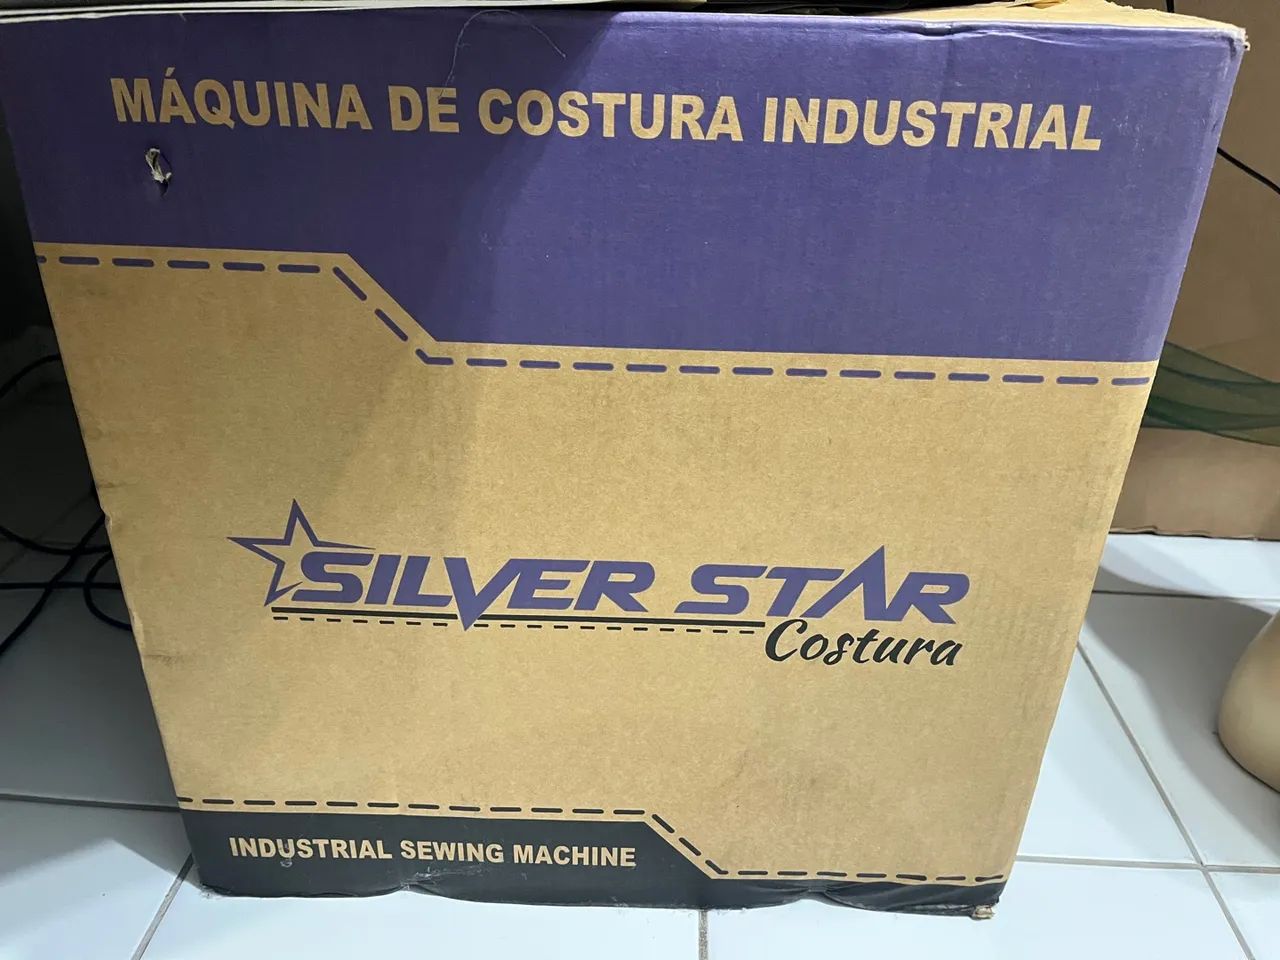 MÁQUINA DE COSTURA INDUSTRIAL
SILVER STAR
Costura
INDUSTRIAL SEWING MACHINE